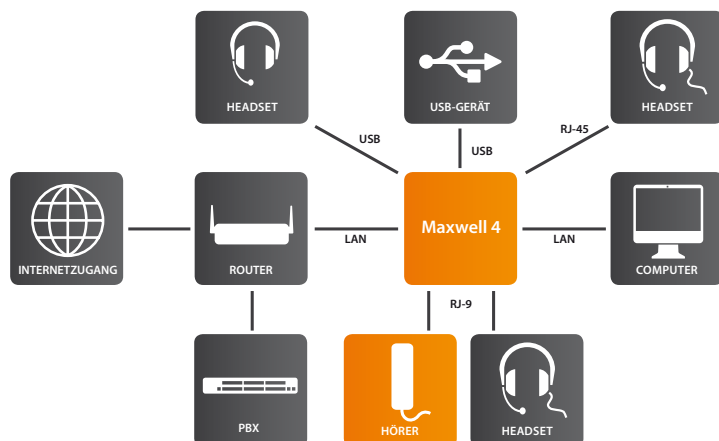 HEADSET
USB-GERÄT
HEADSET
USB
USB
RJ-45
INTERNETZUGANG
ROUTER
LAN
Maxwell 4
LAN
COMPUTER
RJ-9
PBX
HÖRER
HEADSET